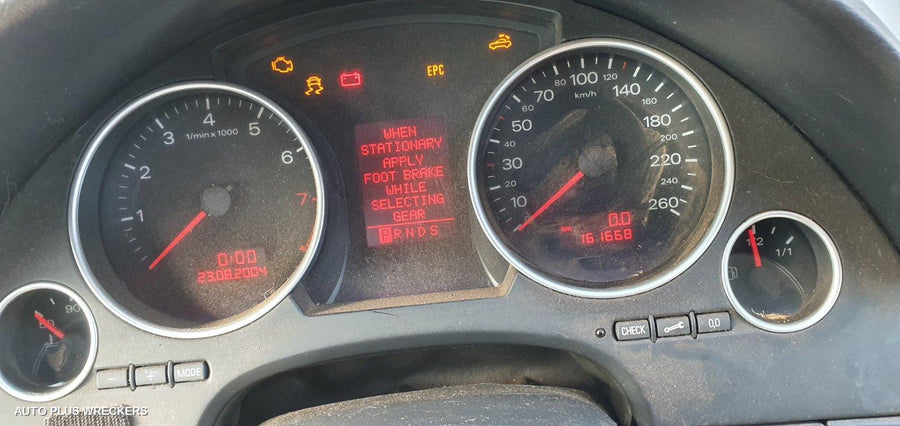 EPC
1/min x 1000
1
2
3
4
5
6
7
0:00
23.08.2004
WHEN
STATIONARY
APPLY
FOOT BRAKE
WHILE
SELECTING
GEAR
P R N D S
km/h
10
20
30
40
50
60
70
80
100
120
140
160
180
200
220
240
260
0.0
km 161668
90
1/2
1/1
- + MODE
CHECK 0,0
AUTO PLUS WRECKERS